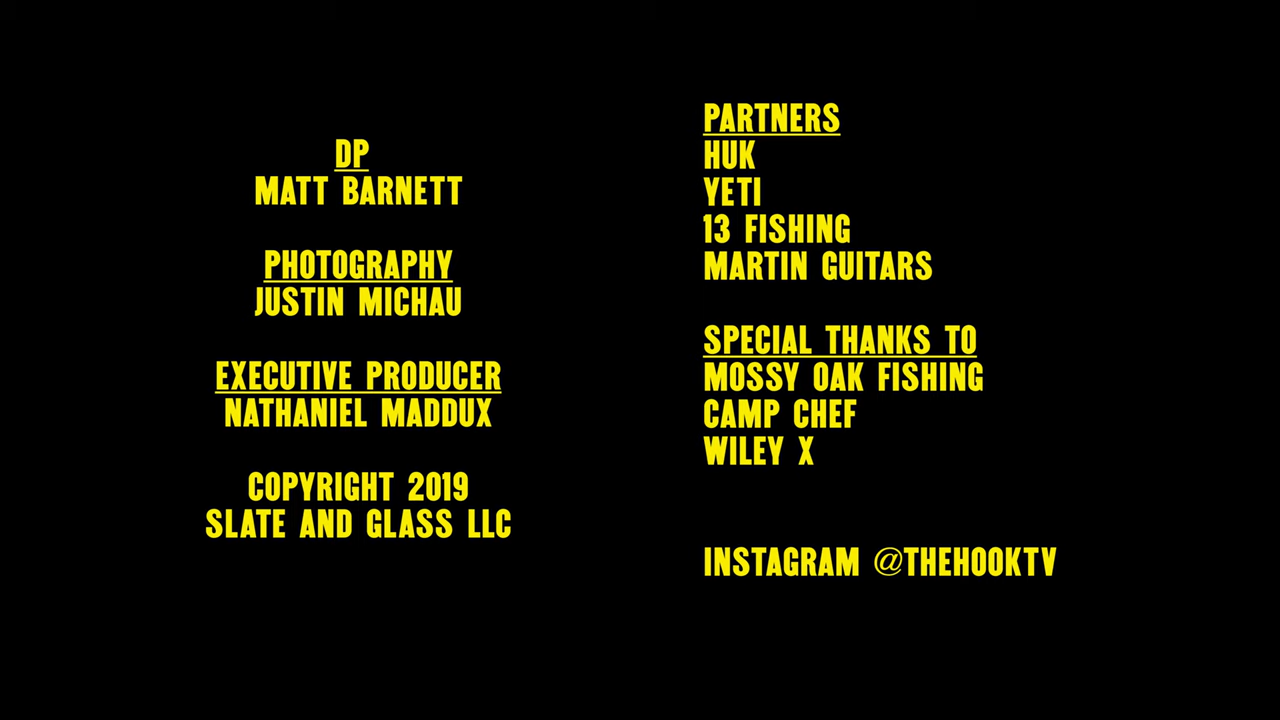 DP
MATT BARNETT
PHOTOGRAPHY
JUSTIN MICHAU
EXECUTIVE PRODUCER
NATHANIEL MADDUX
COPYRIGHT 2019
SLATE AND GLASS LLC
PARTNERS
HUK
YETI
13 FISHING
MARTIN GUITARS
SPECIAL THANKS TO
MOSSY OAK FISHING
CAMP CHEF
WILEY X
INSTAGRAM @THEHOOKTV